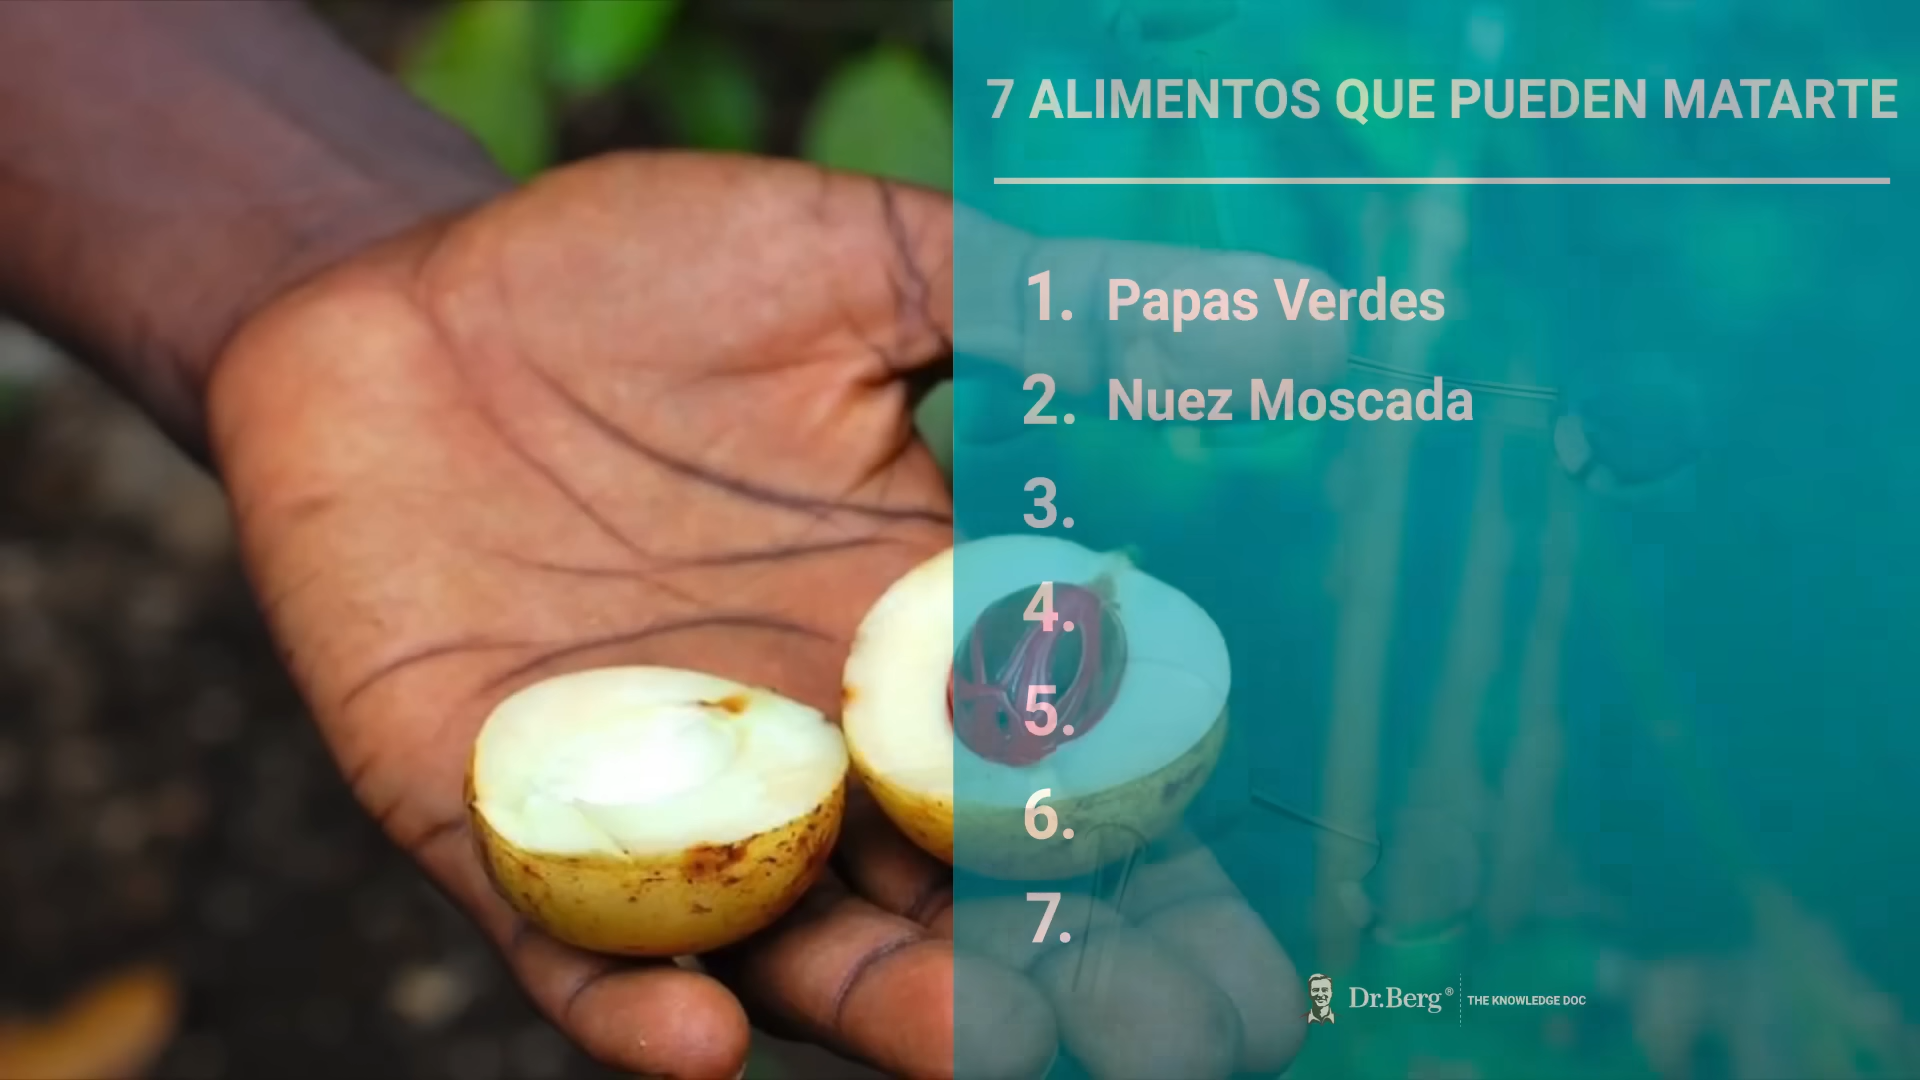 7 ALIMENTOS QUE PUEDEN MATARTE
1. Papas Verdes
2. Nuez Moscada
3.
4.
5.
6.
7.
Dr.Berg® THE KNOWLEDGE DOC